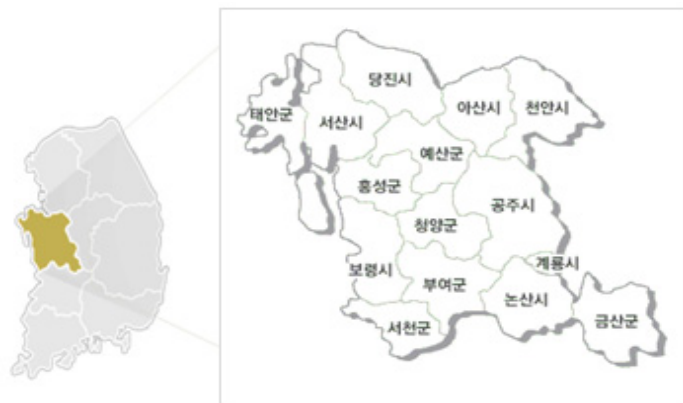 당진시
아산시
천안시
태안군
서산시
예산군
홍성군
공주시
청양군
계룡시
보령시
부여군
논산시
서천군
금산군